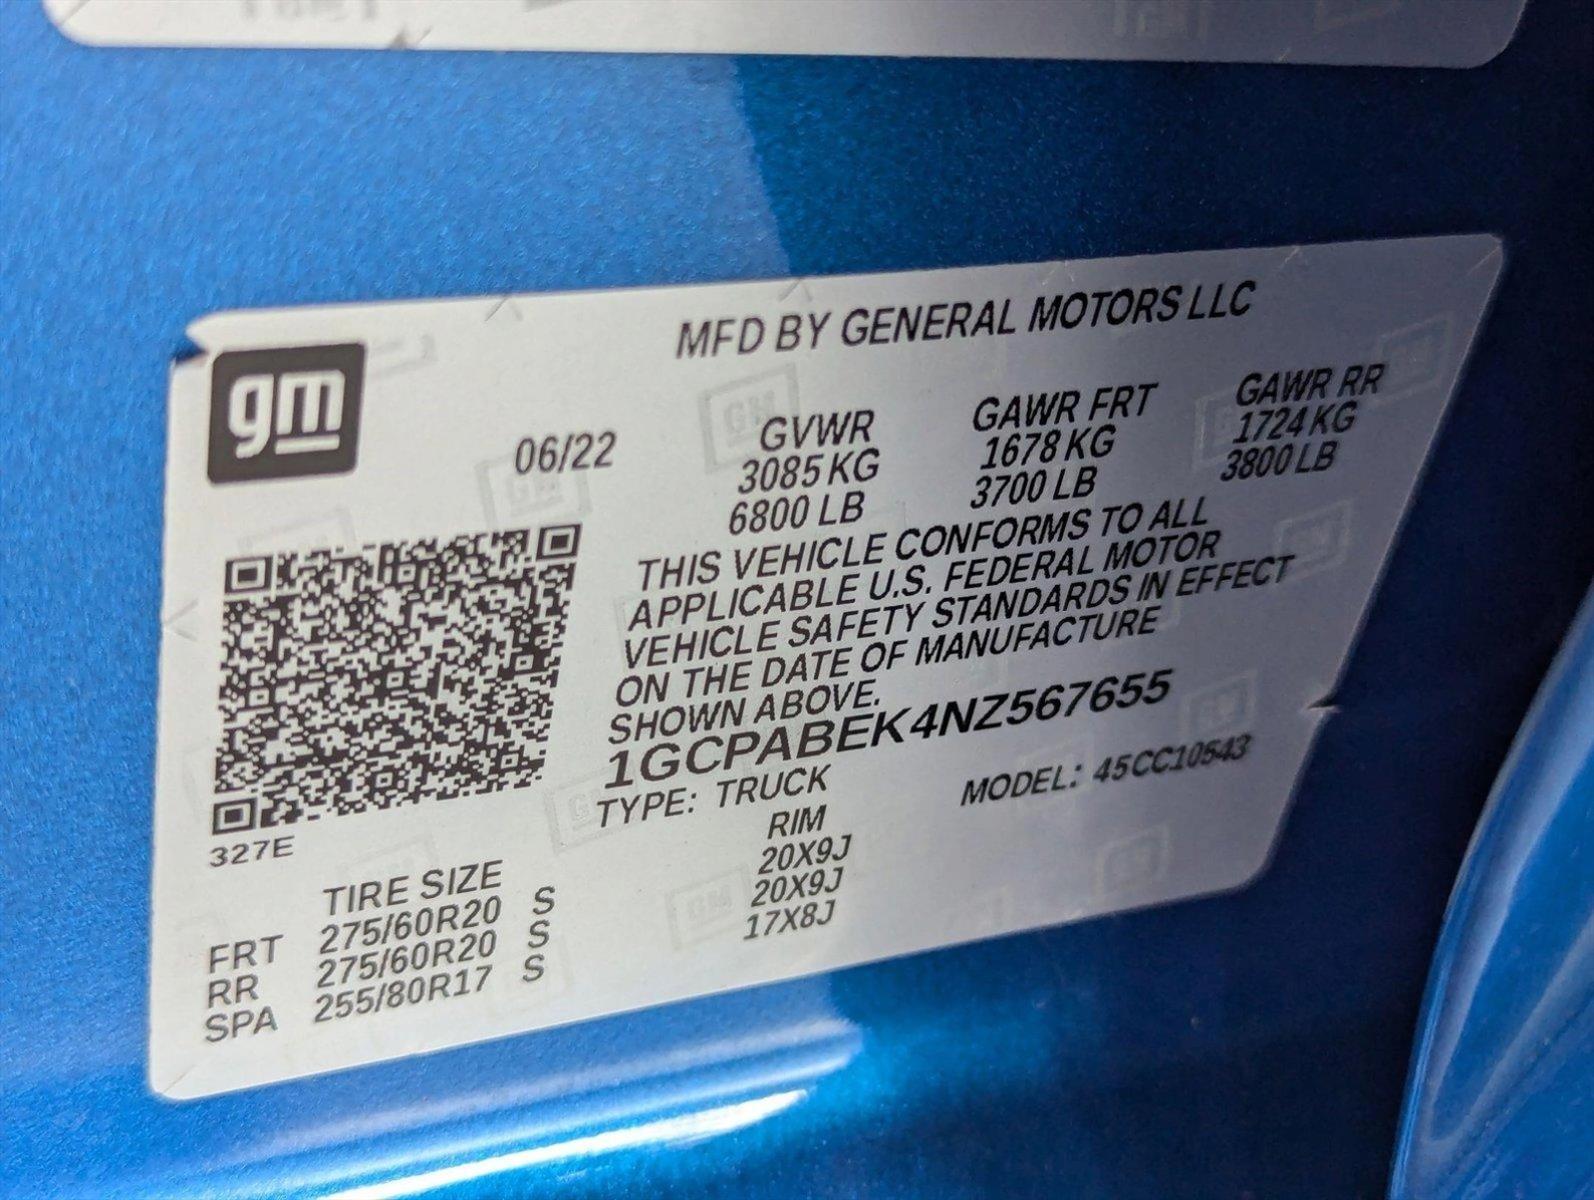 gm
MFD BY GENERAL MOTORS LLC
06/22
GVWR GAWR FRT GAWR RR
3085 KG 1678 KG 1724 KG
6800 LB 3700 LB 3800 LB
THIS VEHICLE CONFORMS TO ALL
APPLICABLE U.S. FEDERAL MOTOR
VEHICLE SAFETY STANDARDS IN EFFECT
ON THE DATE OF MANUFACTURE
SHOWN ABOVE.
1GCPABEK4NZ567655
TYPE: TRUCK MODEL: 45CC10543
327E
TIRE SIZE RIM
FRT 275/60R20 S 20X9J
RR 275/60R20 S 20X9J
SPA 255/80R17 S 17X8J